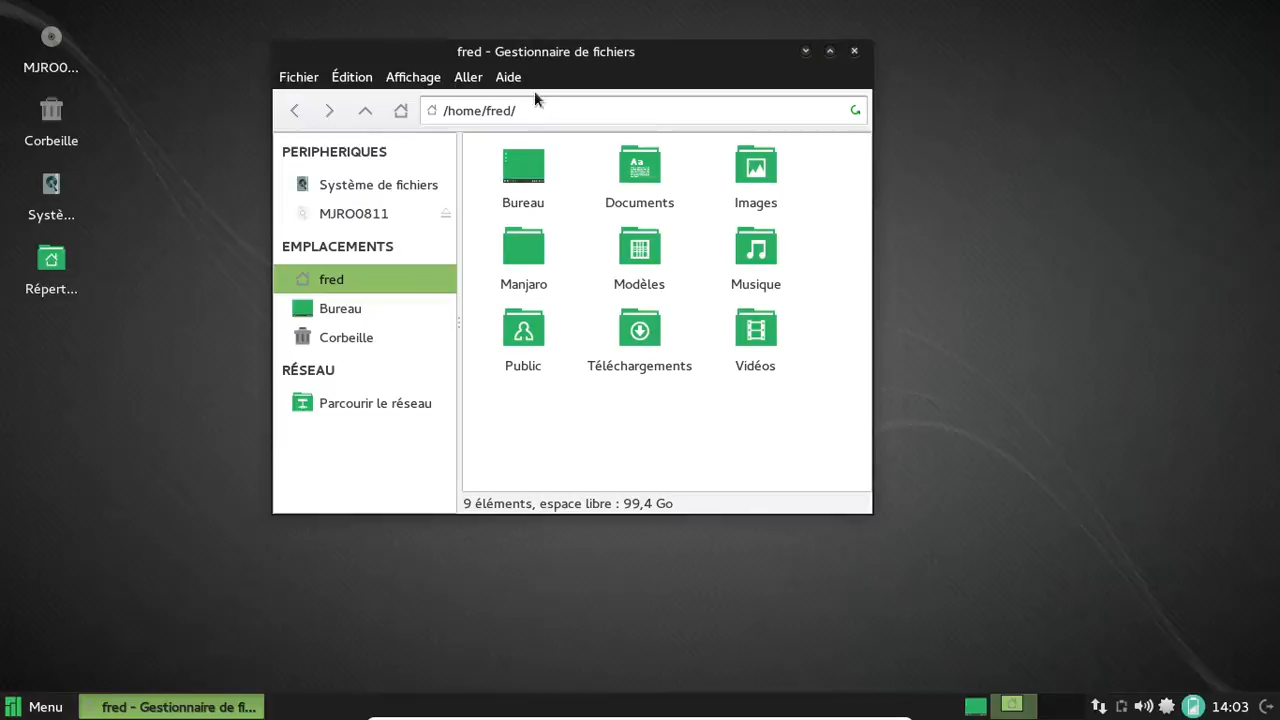 MJRO0...
Corbeille
Systè...
Répert...
fred - Gestionnaire de fichiers
Fichier Édition Affichage Aller Aide
/home/fred/
PERIPHERIQUES
Système de fichiers
MJRO0811
EMPLACEMENTS
fred
Bureau
Corbeille
RÉSEAU
Parcourir le réseau
Bureau Documents Images
Manjaro Modèles Musique
Public Téléchargements Vidéos
9 éléments, espace libre : 99,4 Go
Menu fred - Gestionnaire de fi... 14:03